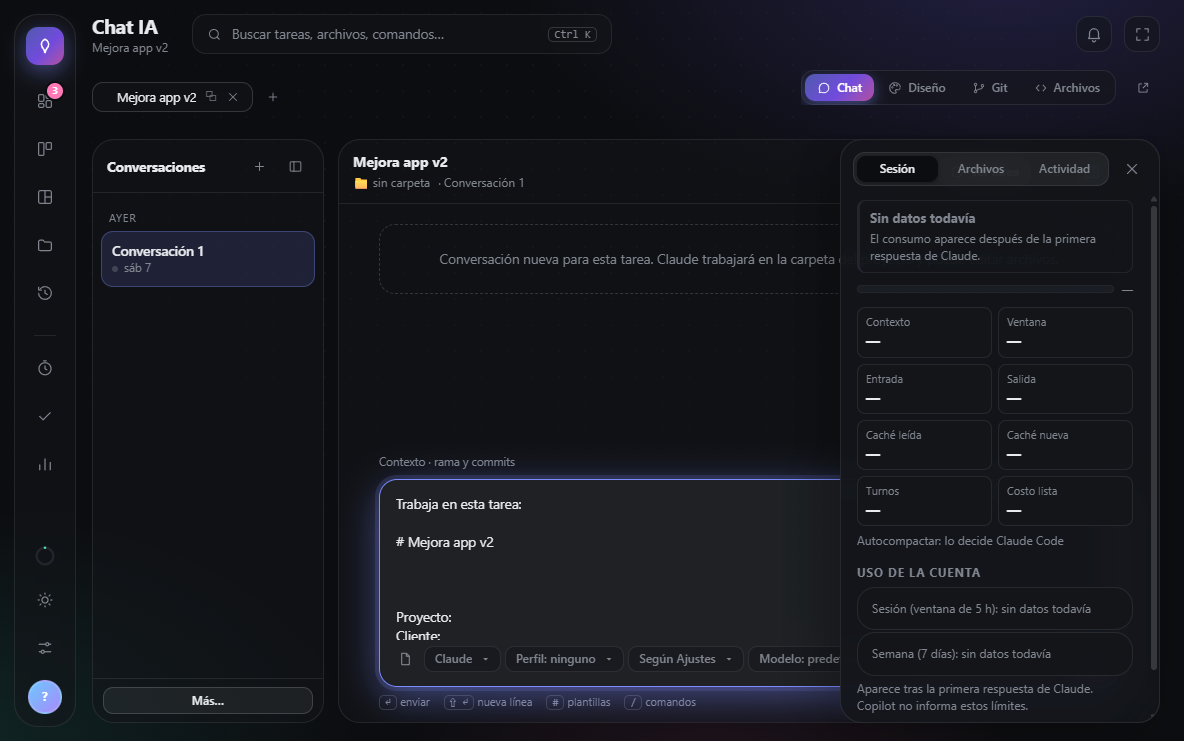 Chat IA
Mejora app v2
Buscar tareas, archivos, comandos...
Ctrl K
3
Mejora app v2
Chat
Diseño
Git
Archivos
Conversaciones
AYER
Conversación 1
sáb 7
Más...
Mejora app v2
sin carpeta · Conversación 1
Conversación nueva para esta tarea. Claude trabajará en la carpeta
Contexto · rama y commits
Trabaja en esta tarea:
# Mejora app v2
Proyecto:
Cliente:
Claude
Perfil: ninguno
Según Ajustes
Modelo: prede
↵ enviar
⇧ ↵ nueva línea
# plantillas
/ comandos
Sesión
Archivos
Actividad
Sin datos todavía
El consumo aparece después de la primera
respuesta de Claude.
—
Contexto
—
Ventana
—
Entrada
—
Salida
—
Caché leída
—
Caché nueva
—
Turnos
—
Costo lista
—
Autocompactar: lo decide Claude Code
USO DE LA CUENTA
Sesión (ventana de 5 h): sin datos todavía
Semana (7 días): sin datos todavía
Aparece tras la primera respuesta de Claude.
Copilot no informa estos límites.
?